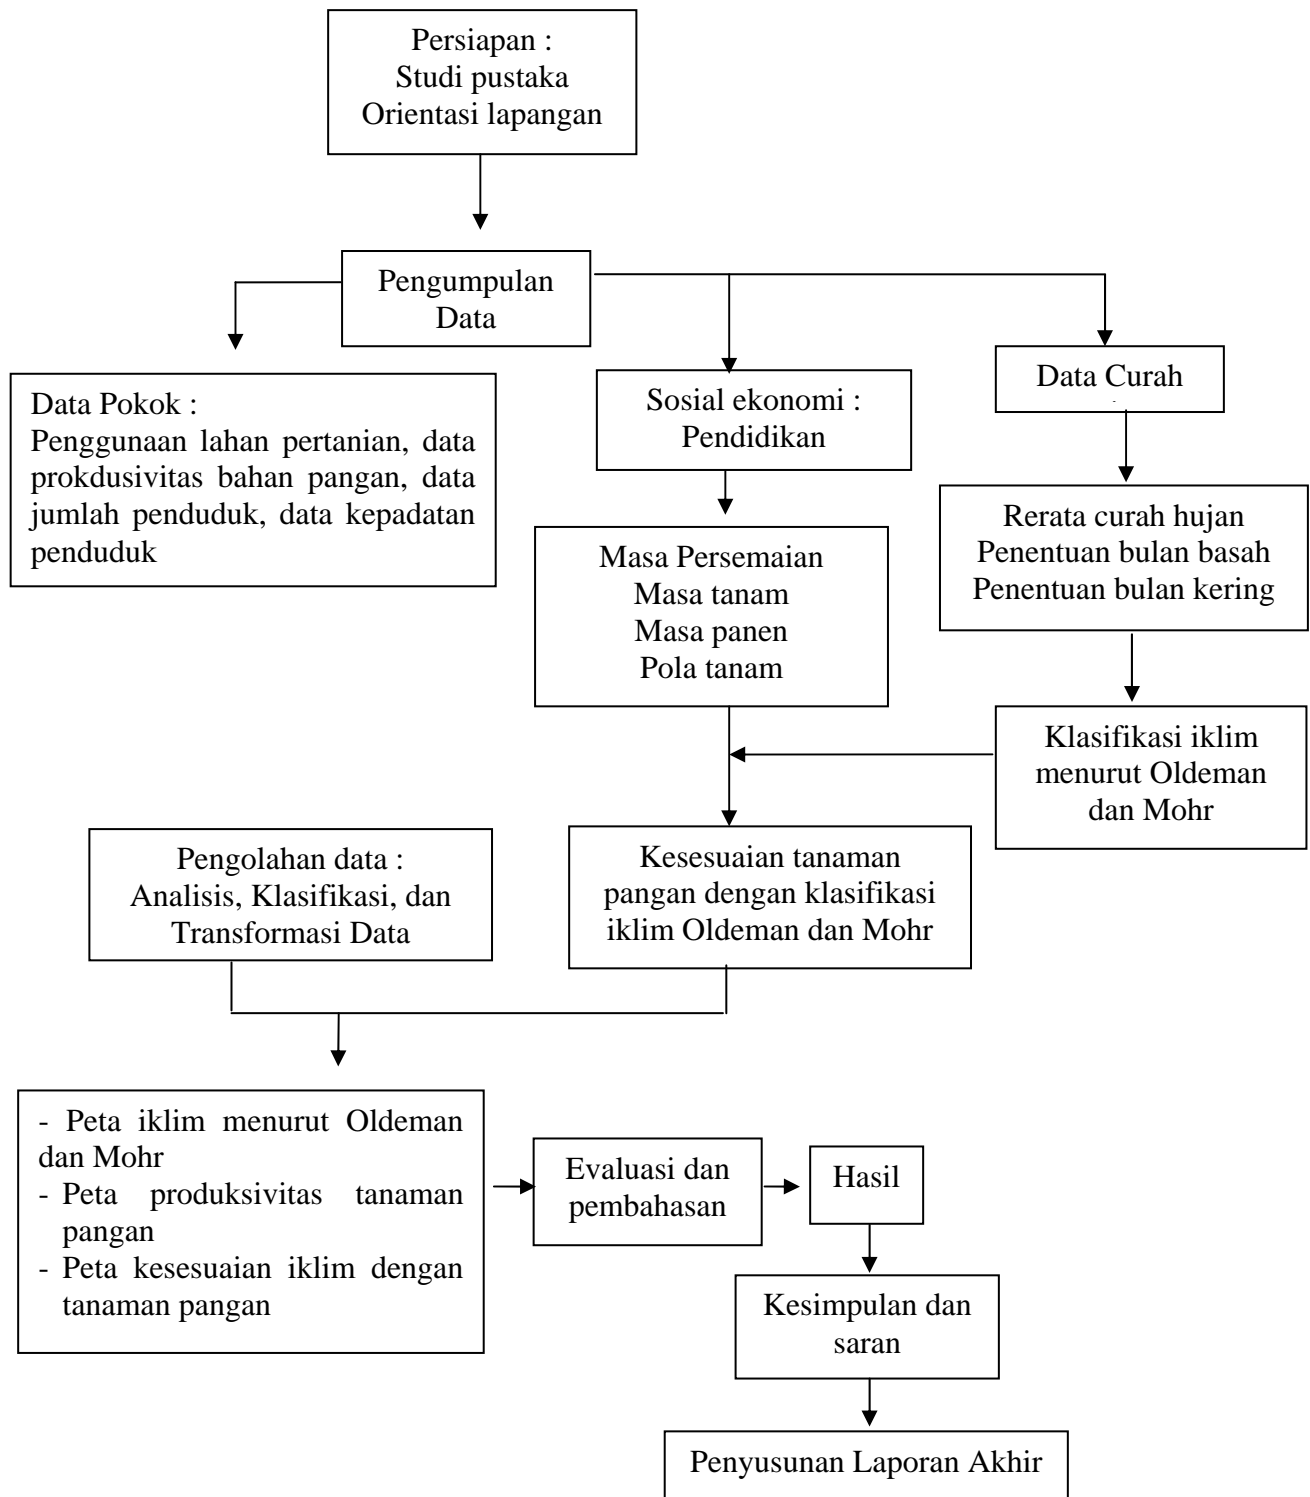 Persiapan :
Studi pustaka
Orientasi lapangan
Pengumpulan
Data
Data Pokok :
Penggunaan lahan pertanian, data
prokdusivitas bahan pangan, data
jumlah penduduk, data kepadatan
penduduk
Sosial ekonomi :
Pendidikan
Data Curah
Masa Persemaian
Masa tanam
Masa panen
Pola tanam
Rerata curah hujan
Penentuan bulan basah
Penentuan bulan kering
Klasifikasi iklim
menurut Oldeman
dan Mohr
Pengolahan data :
Analisis, Klasifikasi, dan
Transformasi Data
Kesesuaian tanaman
pangan dengan klasifikasi
iklim Oldeman dan Mohr
- Peta iklim menurut Oldeman
dan Mohr
- Peta produksivitas tanaman
pangan
- Peta kesesuaian iklim dengan
tanaman pangan
Evaluasi dan
pembahasan
Hasil
Kesimpulan dan
saran
Penyusunan Laporan Akhir